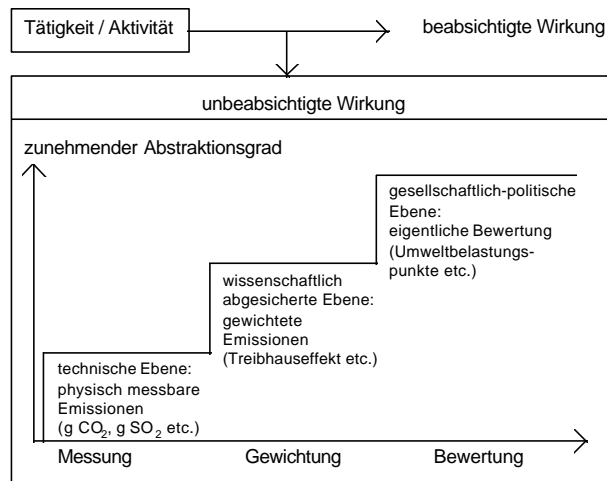 Tätigkeit / Aktivität
beabsichtigte Wirkung
unbeabsichtigte Wirkung
zunehmender Abstraktionsgrad
gesellschaftlich-politische
Ebene:
eigentliche Bewertung
(Umweltbelastungs-
punkte etc.)
wissenschaftlich
abgesicherte Ebene:
gewichtete
Emissionen
(Treibhauseffekt etc.)
technische Ebene:
physisch messbare
Emissionen
(g CO₂, g SO₂ etc.)
Messung Gewichtung Bewertung